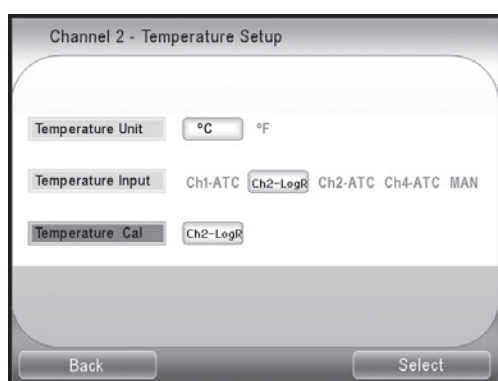 Channel 2 - Temperature Setup
Temperature Unit °C °F
Temperature Input Ch1-ATC Ch2-LogR Ch2-ATC Ch4-ATC MAN
Temperature Cal Ch2-LogR
Back Select